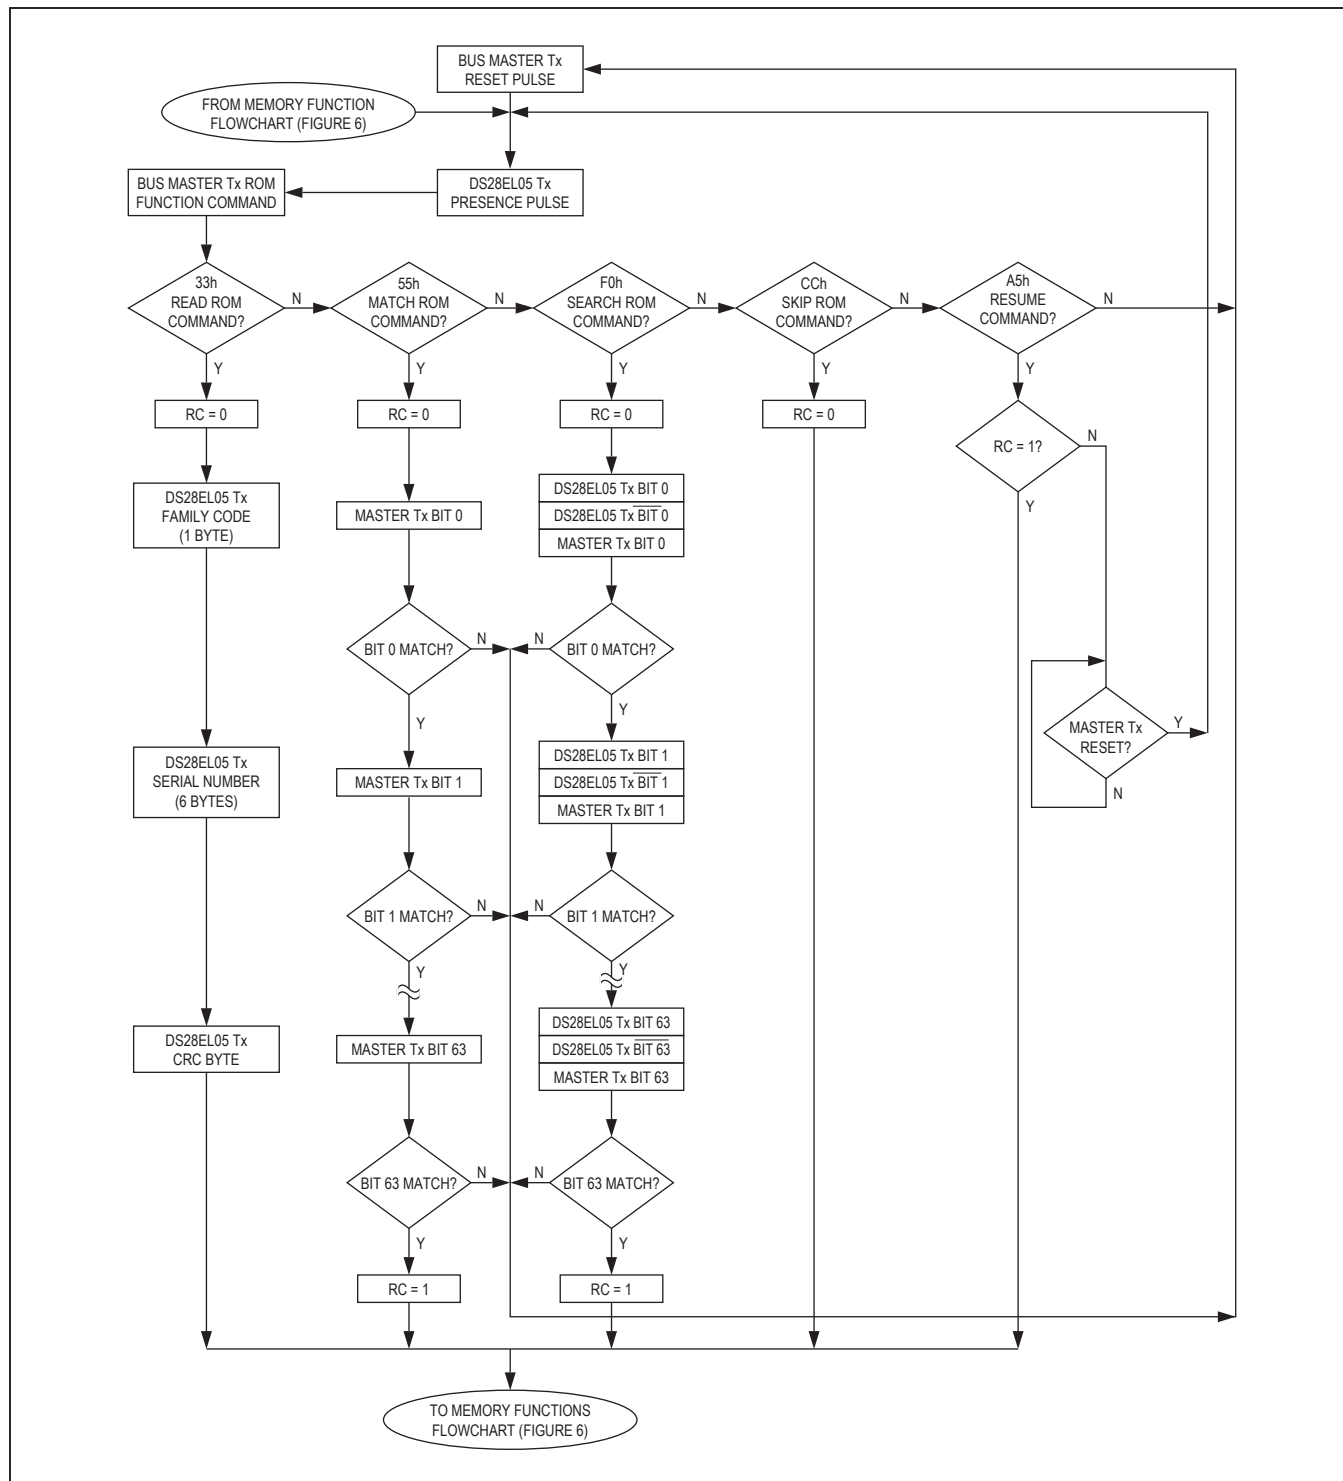 BUS MASTER Tx
RESET PULSE
FROM MEMORY FUNCTION
FLOWCHART (FIGURE 6)
BUS MASTER Tx ROM
FUNCTION COMMAND
DS28EL05 Tx
PRESENCE PULSE
33h
READ ROM
COMMAND?
N
55h
MATCH ROM
COMMAND?
N
F0h
SEARCH ROM
COMMAND?
N
CCh
SKIP ROM
COMMAND?
N
A5h
RESUME
COMMAND?
N
Y
Y
Y
Y
Y
RC = 0
RC = 0
RC = 0
RC = 0
RC = 1?
N
Y
DS28EL05 Tx
FAMILY CODE
(1 BYTE)
MASTER Tx BIT 0
DS28EL05 Tx BIT 0
DS28EL05 Tx B̅I̅T̅ 0
MASTER Tx BIT 0
BIT 0 MATCH?
N
N
BIT 0 MATCH?
Y
Y
MASTER Tx
RESET?
Y
N
DS28EL05 Tx
SERIAL NUMBER
(6 BYTES)
MASTER Tx BIT 1
DS28EL05 Tx BIT 1
DS28EL05 Tx B̅I̅T̅ 1
MASTER Tx BIT 1
BIT 1 MATCH?
N
N
BIT 1 MATCH?
Y
Y
DS28EL05 Tx
CRC BYTE
MASTER Tx BIT 63
DS28EL05 Tx BIT 63
DS28EL05 Tx B̅I̅T̅ 6̅3̅
MASTER Tx BIT 63
BIT 63 MATCH?
N
N
BIT 63 MATCH?
Y
Y
RC = 1
RC = 1
TO MEMORY FUNCTIONS
FLOWCHART (FIGURE 6)